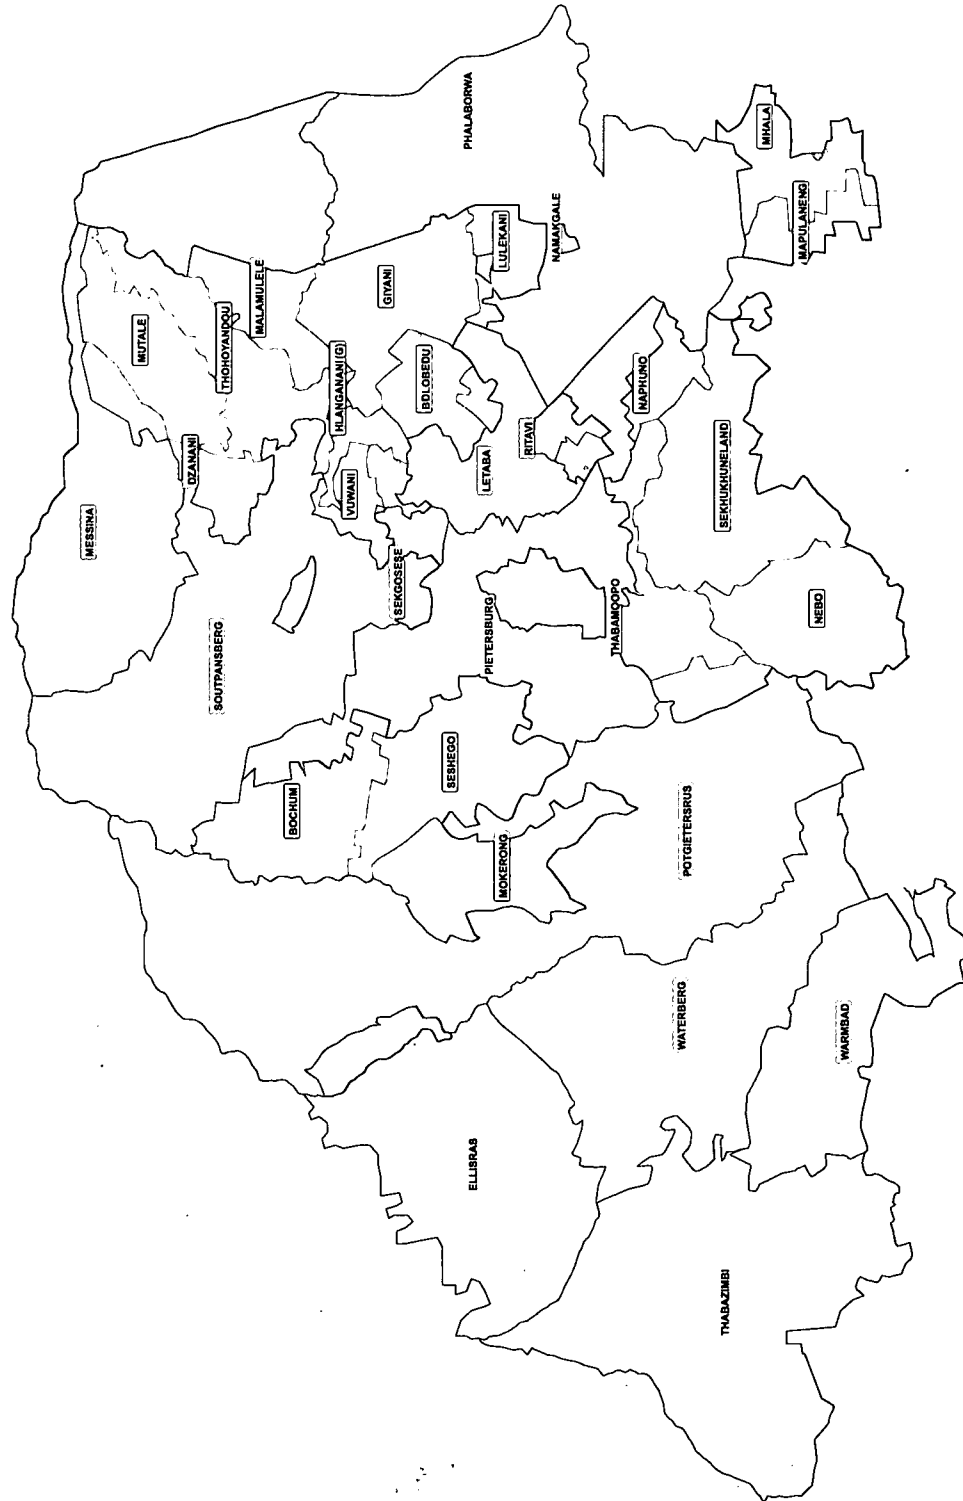 MESSINA
MUTALE
DZANANI
THOHOYANDOU
MALAMULELE
SOUTPANSBERG
HLANGANANI (G)
VUWANI
GIYANI
PHALABORWA
BOCHUM
SEKGOSESE
BDLOBEDU
LULEKANI
NAMAKGALE
SESHEGO
PIETERSBURG
LETABA
RITAVI
MOKERONG
ELLISRAS
THABAMOOPO
NAPHUNO
POTGIETERSRUS
WATERBERG
SEKHUKHUNELAND
MHALA
MAPULANENG
NEBO
WARMBAD
THABAZIMBI